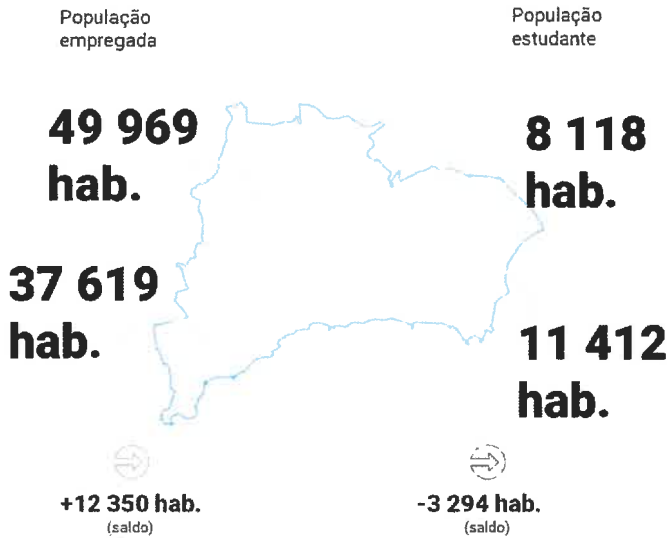 População
empregada
População
estudante
49 969
hab.
8 118
hab.
37 619
hab.
11 412
hab.
+12 350 hab.
(saldo)
-3 294 hab.
(saldo)